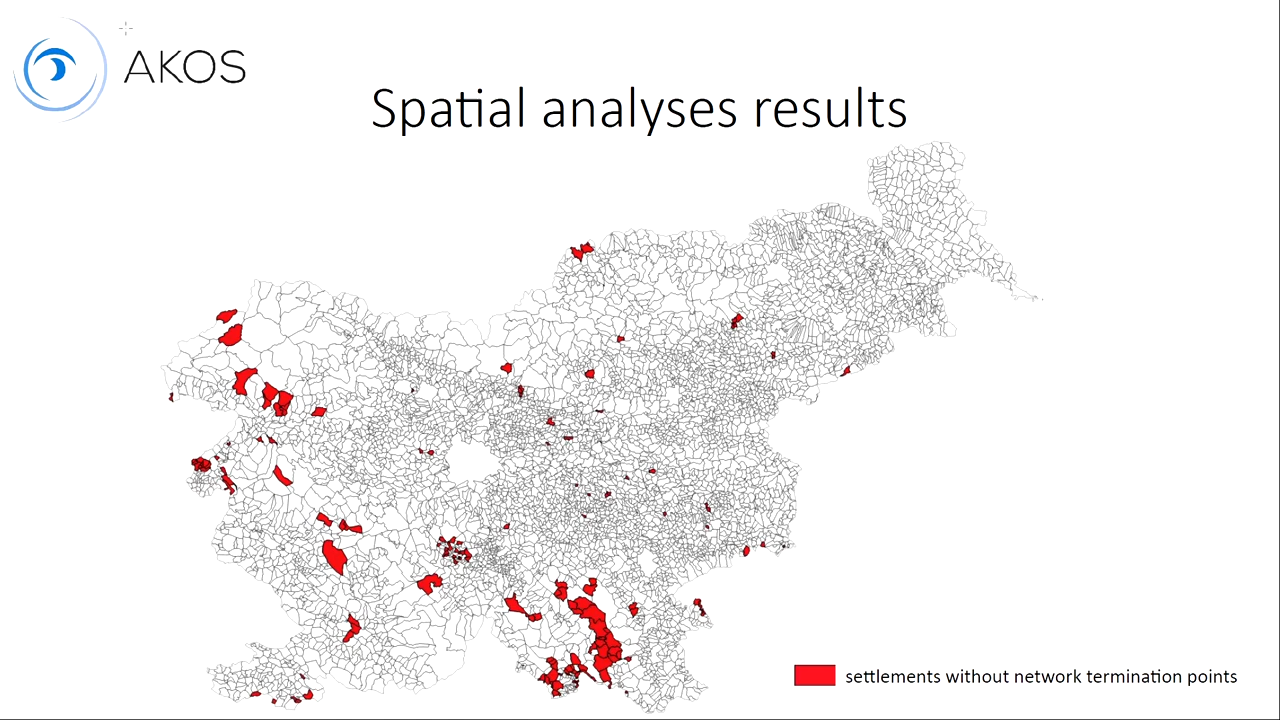 AKOS
Spatial analyses results
settlements without network termination points